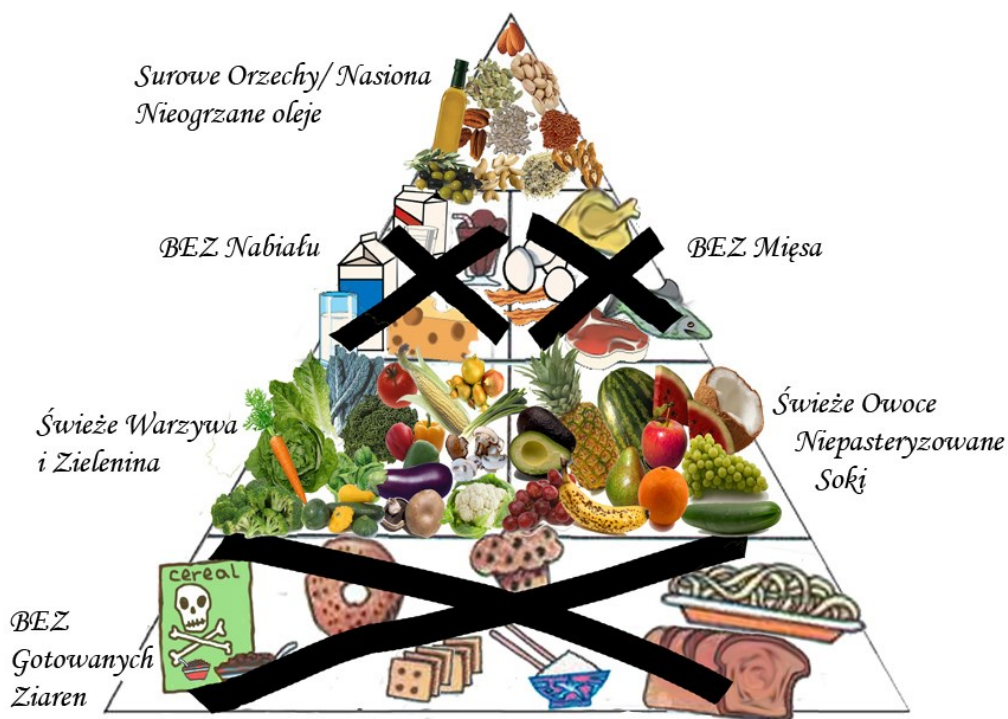 Surowe Orzechy/ Nasiona
Nieogrzane oleje
BEZ Nabiału
BEZ Mięsa
Świeże Warzywa
i Zielenina
Świeże Owoce
Niepasteryzowane
Soki
cereal
BEZ
Gotowanych
Ziaren